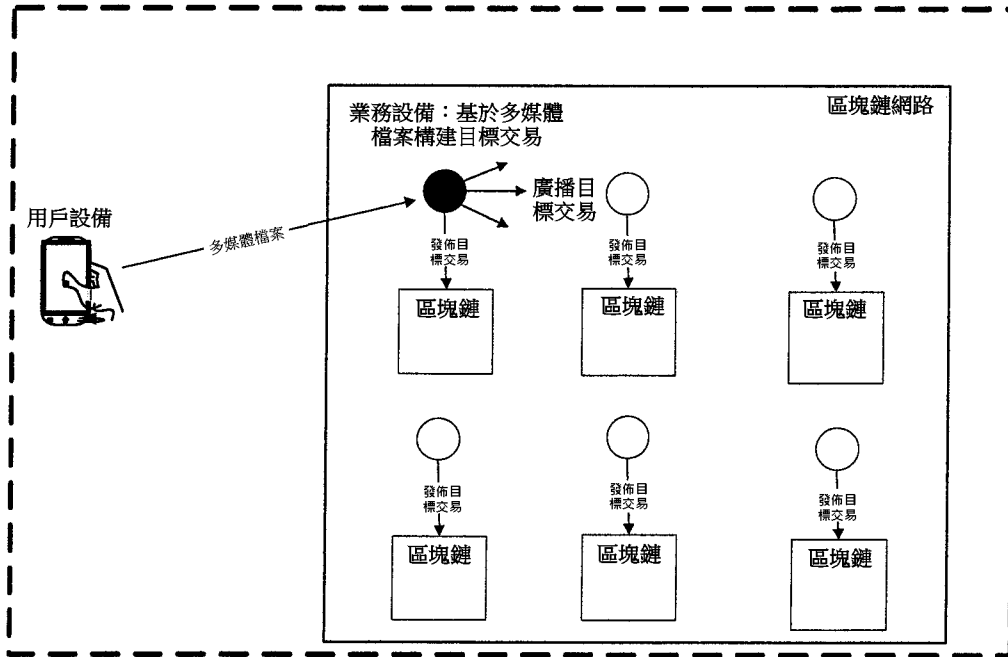 區塊鏈網路
業務設備：基於多媒體
檔案構建目標交易
廣播目
標交易
用戶設備
多媒體檔案
發佈目
標交易
發佈目
標交易
發佈目
標交易
區塊鏈
區塊鏈
區塊鏈
發佈目
標交易
發佈目
標交易
發佈目
標交易
區塊鏈
區塊鏈
區塊鏈